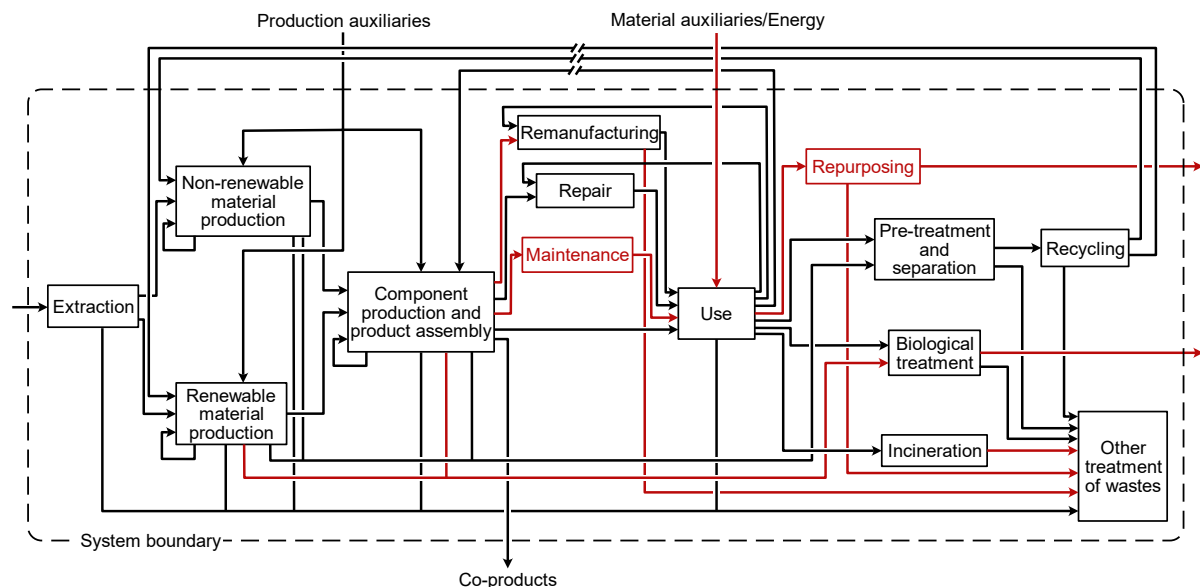 Production auxiliaries
Material auxiliaries/Energy
Remanufacturing
Repurposing
Non-renewable
material
production
Repair
Pre-treatment
and
separation
Recycling
Maintenance
Extraction
Component
production and
product assembly
Use
Biological
treatment
Renewable
material
production
Incineration
Other
treatment
of wastes
System boundary
Co-products